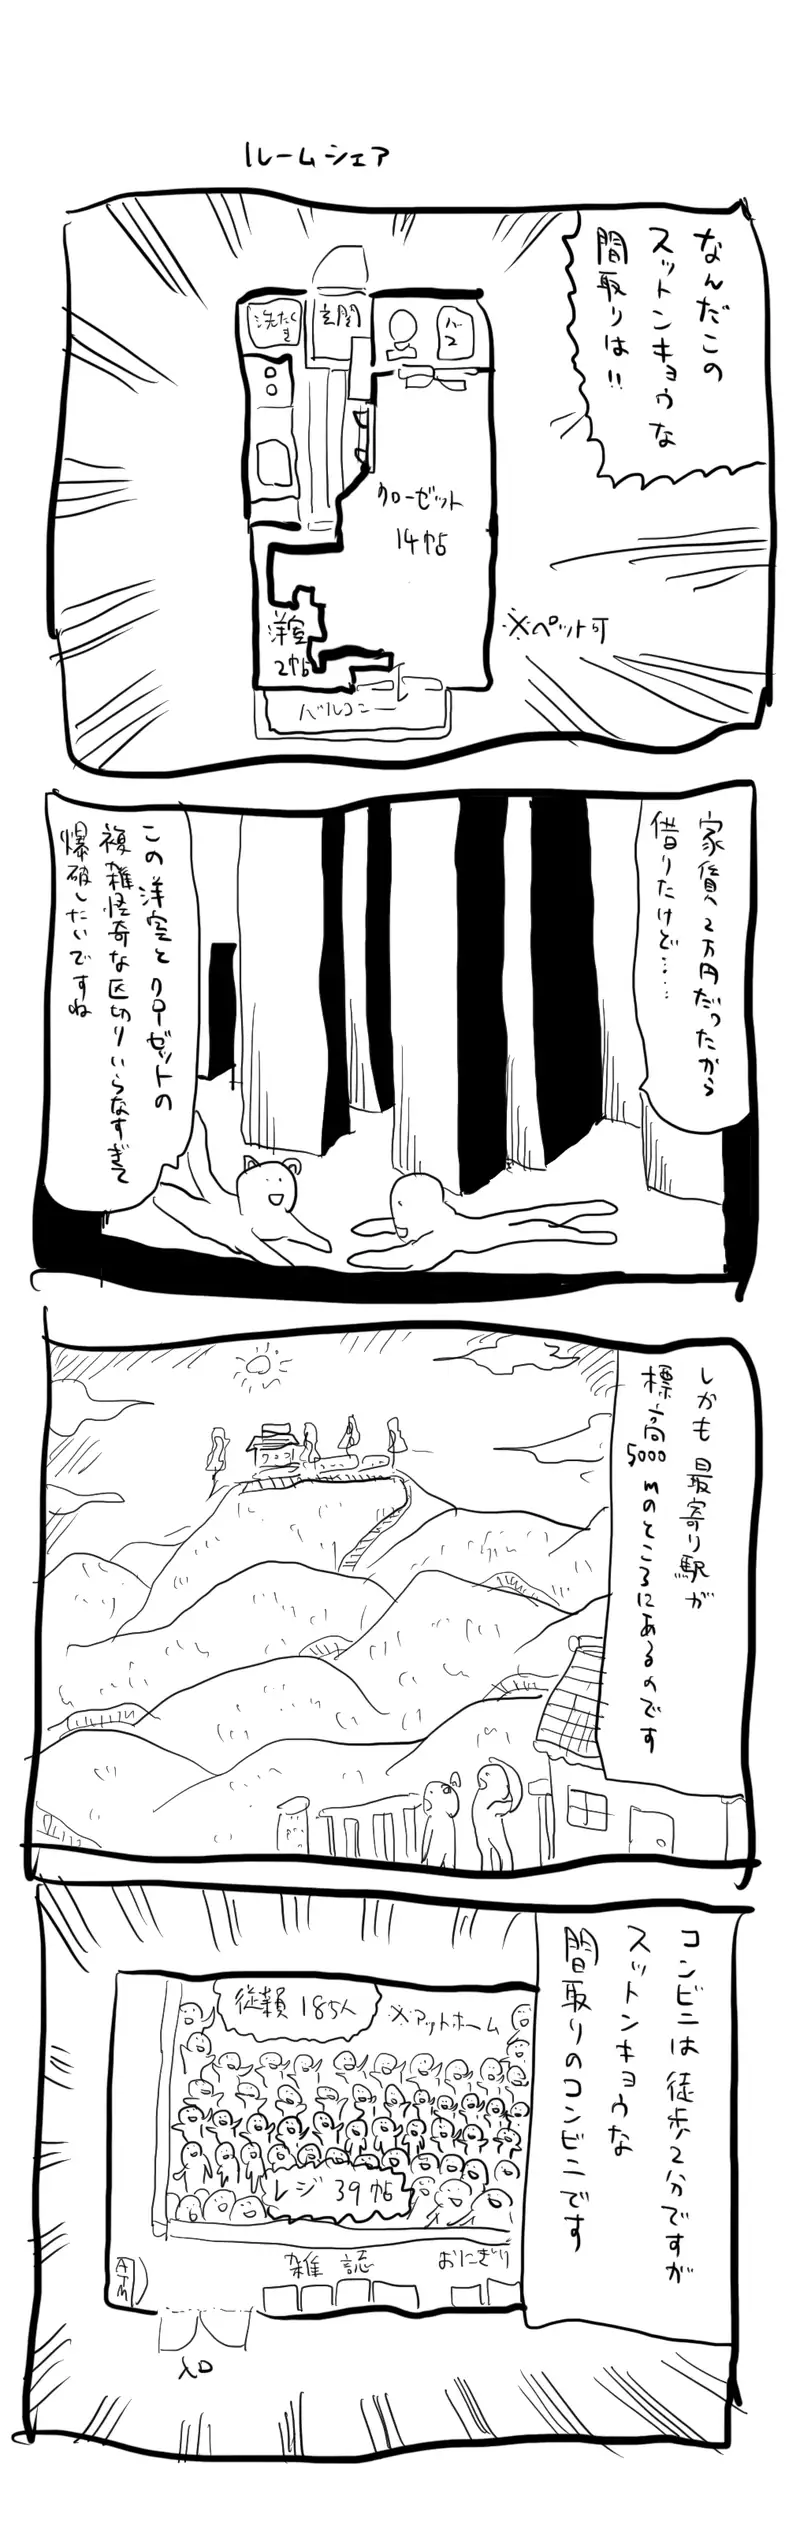 ルームシェア
なんだこの
スットンキョウな
間取りは!!
洗たくき
玄関
バス
クローゼット
14帖
洋室
2帖
※ペット可
バルコニー
家賃2万円だったから
借りたけど……
この洋室とクローゼットの
複雑怪奇な区切りいらなすぎて
爆破したいですね
しかも最寄り駅が
標高5000mのところにあるのです
コンビニは徒歩2分ですが
スットンキョウな
間取りのコンビニです
従業員185人
※アットホーム
レジ39帖
雑誌
おにぎり
ATM
入口